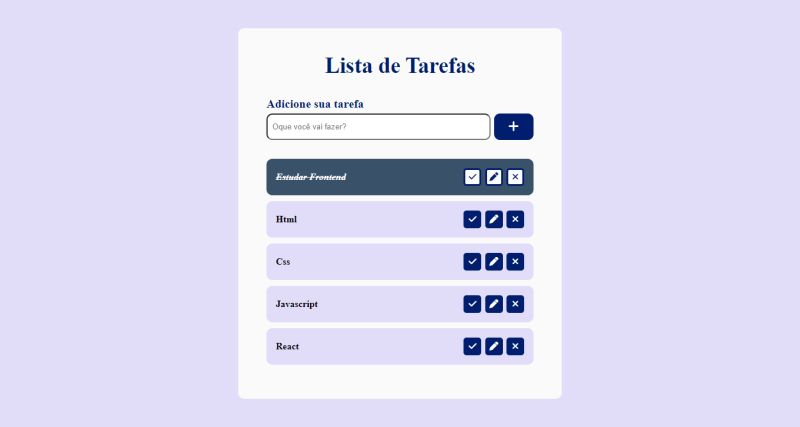 Lista de Tarefas
Adicione sua tarefa
Oque você vai fazer?
Estudar Frontend
Html
Css
Javascript
React